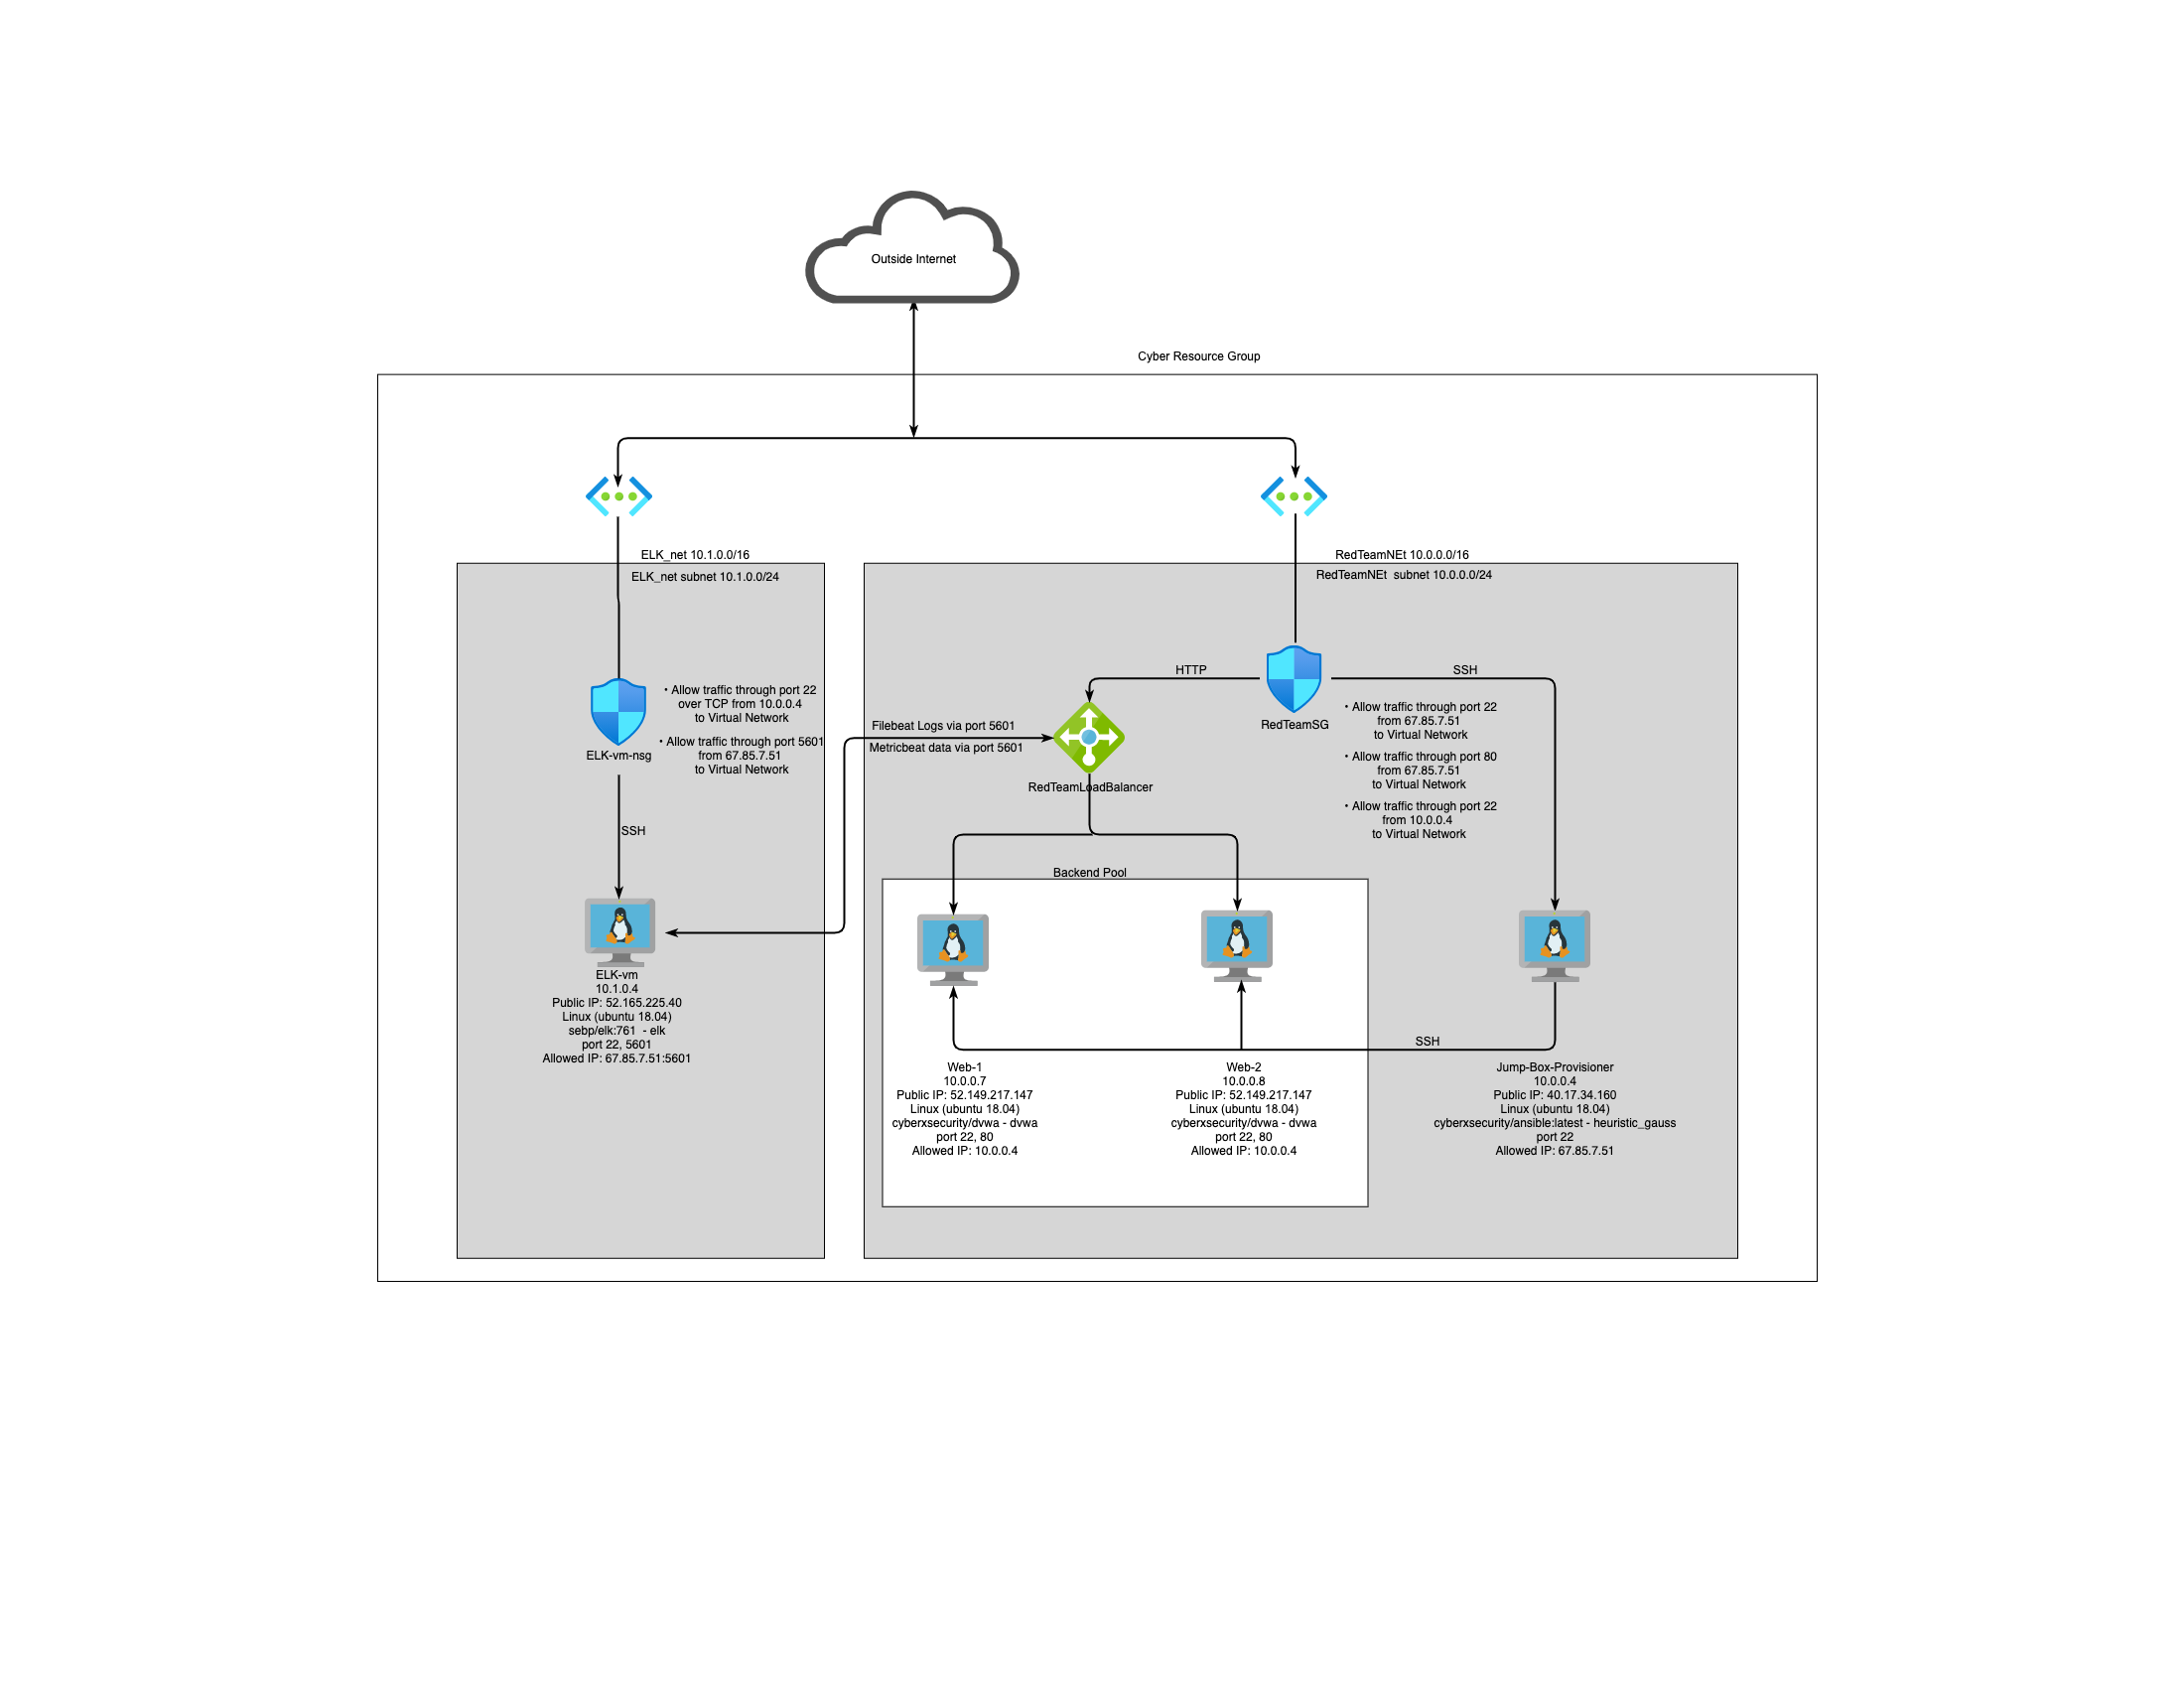 Outside Internet
Cyber Resource Group
ELK_net 10.1.0.0/16
ELK_net subnet 10.1.0.0/24
• Allow traffic through port 22
over TCP from 10.0.0.4
to Virtual Network
• Allow traffic through port 5601
from 67.85.7.51
to Virtual Network
ELK-vm-nsg
SSH
ELK-vm
10.1.0.4
Public IP: 52.165.225.40
Linux (ubuntu 18.04)
sebp/elk:761 - elk
port 22, 5601
Allowed IP: 67.85.7.51:5601
RedTeamNEt 10.0.0.0/16
RedTeamNEt subnet 10.0.0.0/24
HTTP
SSH
RedTeamSG
• Allow traffic through port 22
from 67.85.7.51
to Virtual Network
• Allow traffic through port 80
from 67.85.7.51
to Virtual Network
• Allow traffic through port 22
from 10.0.0.4
to Virtual Network
Filebeat Logs via port 5601
Metricbeat data via port 5601
RedTeamLoadBalancer
Backend Pool
SSH
Web-1
10.0.0.7
Public IP: 52.149.217.147
Linux (ubuntu 18.04)
cyberxsecurity/dvwa - dvwa
port 22, 80
Allowed IP: 10.0.0.4
Web-2
10.0.0.8
Public IP: 52.149.217.147
Linux (ubuntu 18.04)
cyberxsecurity/dvwa - dvwa
port 22, 80
Allowed IP: 10.0.0.4
Jump-Box-Provisioner
10.0.0.4
Public IP: 40.17.34.160
Linux (ubuntu 18.04)
cyberxsecurity/ansible:latest - heuristic_gauss
port 22
Allowed IP: 67.85.7.51